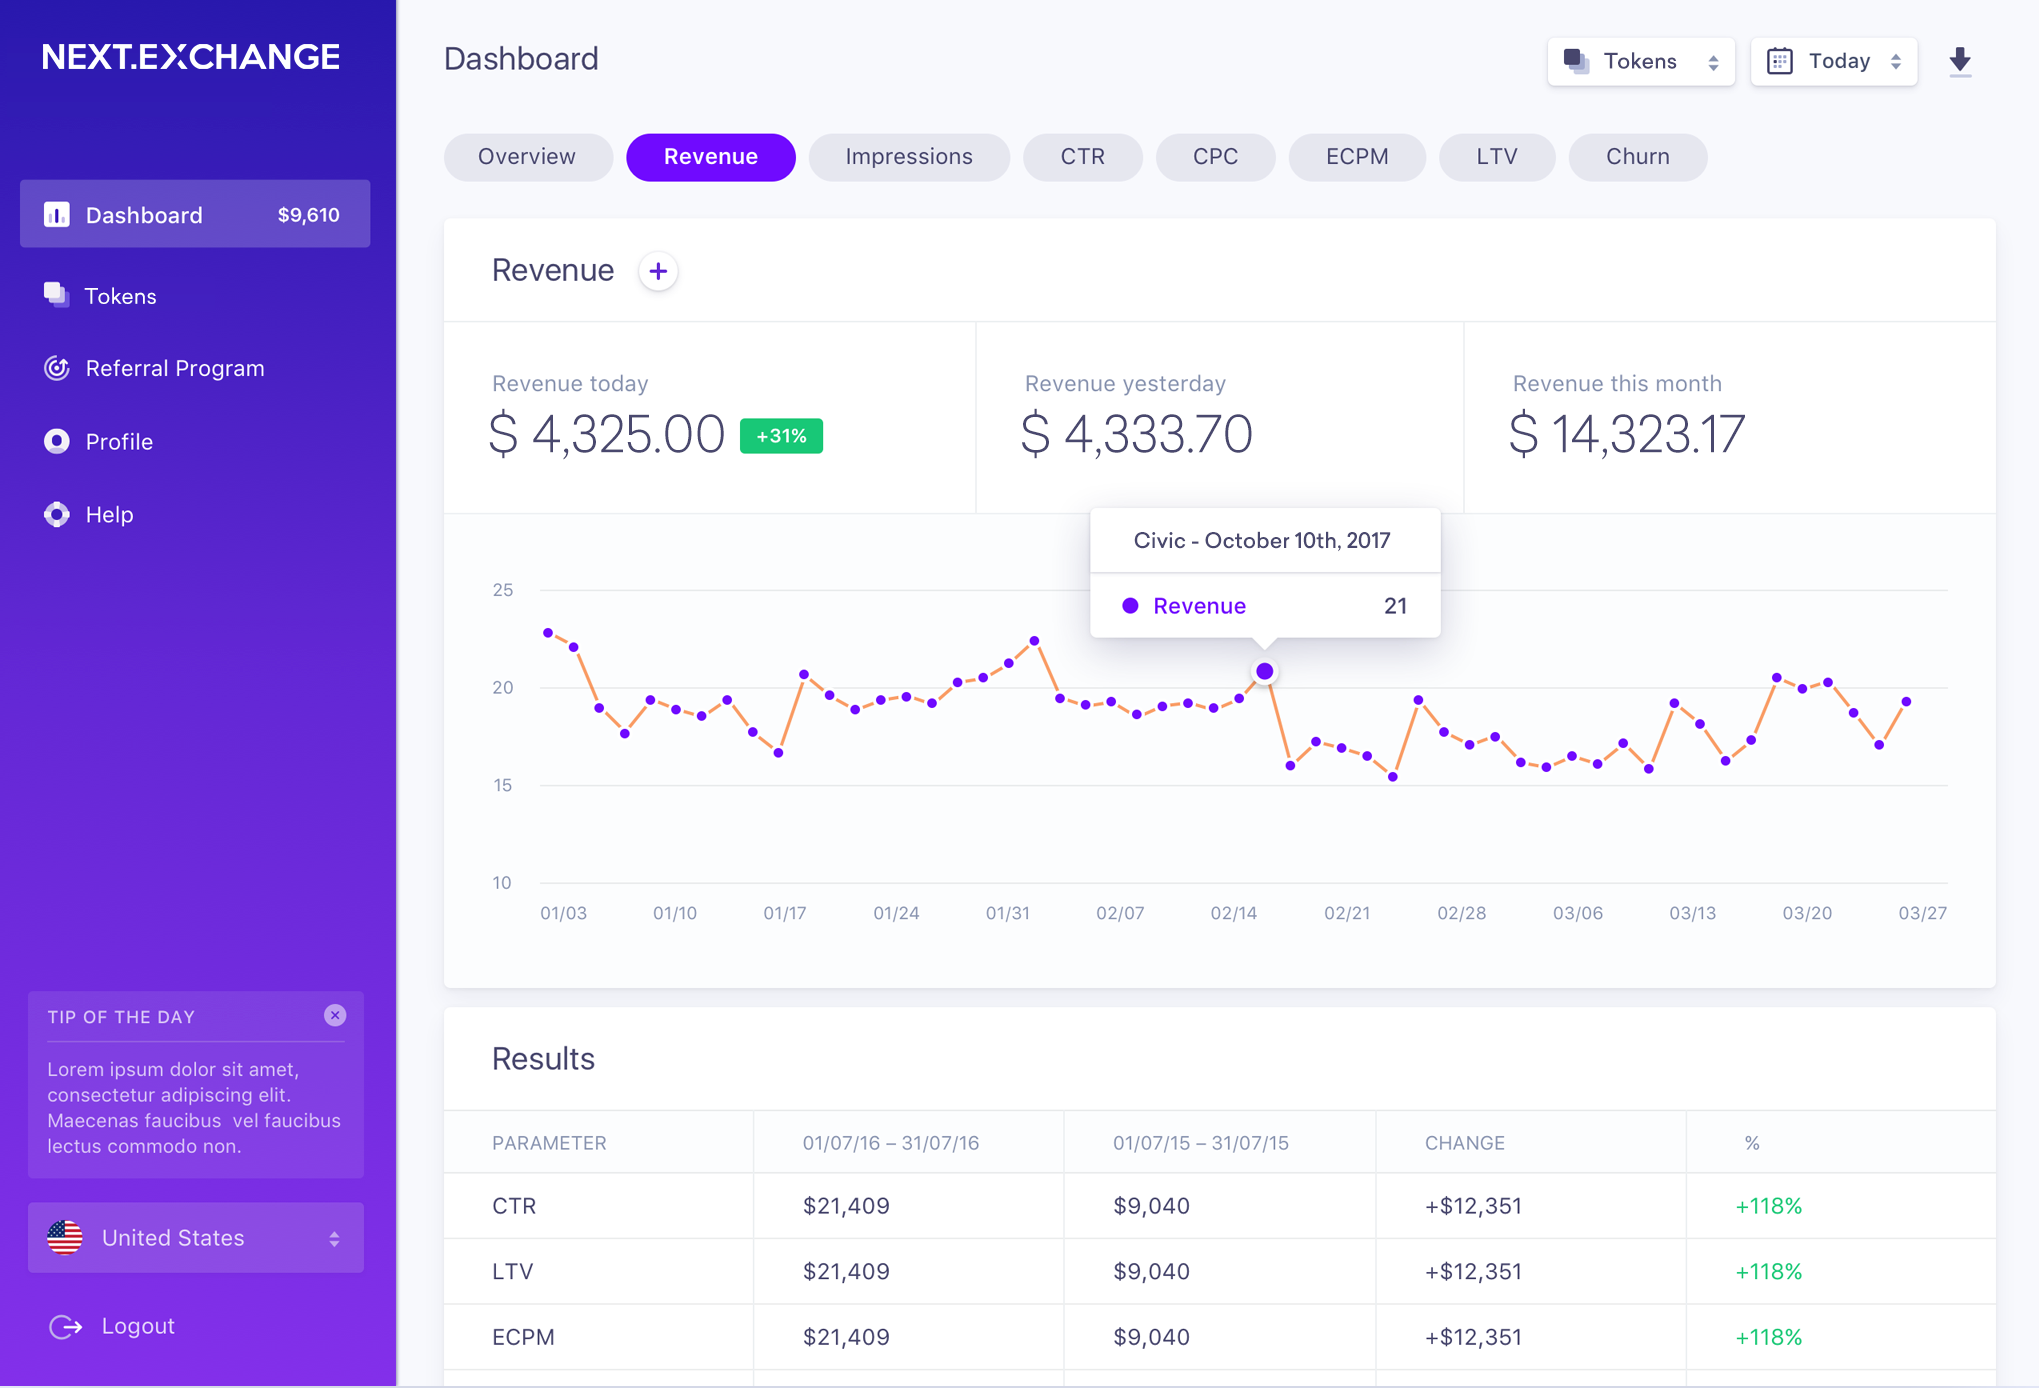 NEXT.EXCHANGE
Dashboard $9,610
Tokens
Referral Program
Profile
Help
TIP OF THE DAY
Lorem ipsum dolor sit amet,
consectetur adipiscing elit.
Maecenas faucibus  vel faucibus
lectus commodo non.
United States
Logout
Dashboard
Tokens
Today
Overview Revenue Impressions CTR CPC ECPM LTV Churn
Revenue +
Revenue today
$ 4,325.00 +31%
Revenue yesterday
$ 4,333.70
Revenue this month
$ 14,323.17
Civic - October 10th, 2017
Revenue 21
25
20
15
10
01/03 01/10 01/17 01/24 01/31 02/07 02/14 02/21 02/28 03/06 03/13 03/20 03/27
Results
PARAMETER 01/07/16 – 31/07/16 01/07/15 – 31/07/15 CHANGE %
CTR $21,409 $9,040 +$12,351 +118%
LTV $21,409 $9,040 +$12,351 +118%
ECPM $21,409 $9,040 +$12,351 +118%